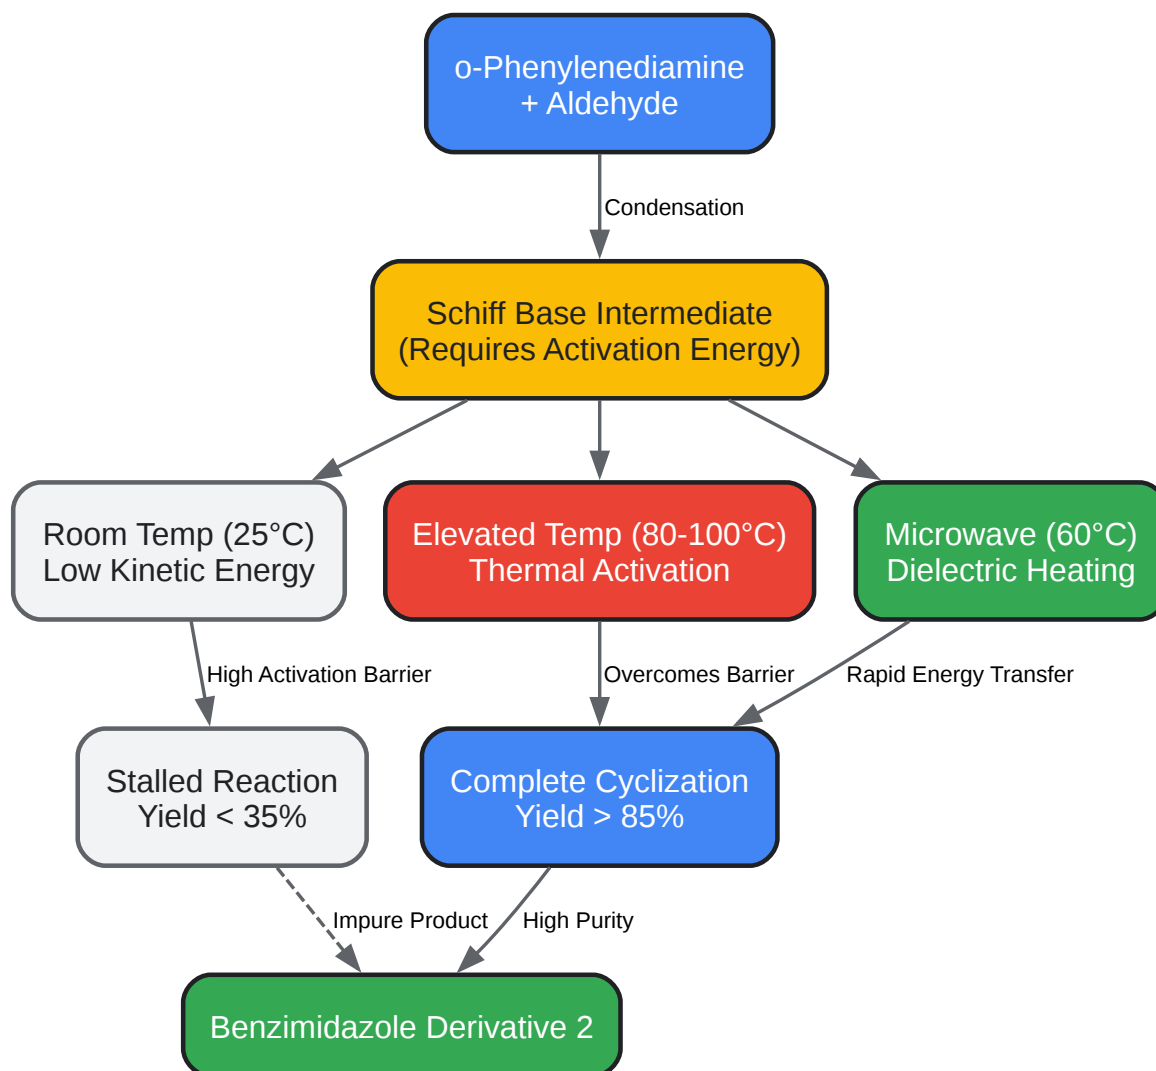 o-Phenylenediamine
+ Aldehyde
Condensation
Schiff Base Intermediate
(Requires Activation Energy)
Room Temp (25°C)
Low Kinetic Energy
Elevated Temp (80-100°C)
Thermal Activation
Microwave (60°C)
Dielectric Heating
High Activation Barrier
Overcomes Barrier
Rapid Energy Transfer
Stalled Reaction
Yield < 35%
Complete Cyclization
Yield > 85%
Impure Product
High Purity
Benzimidazole Derivative 2